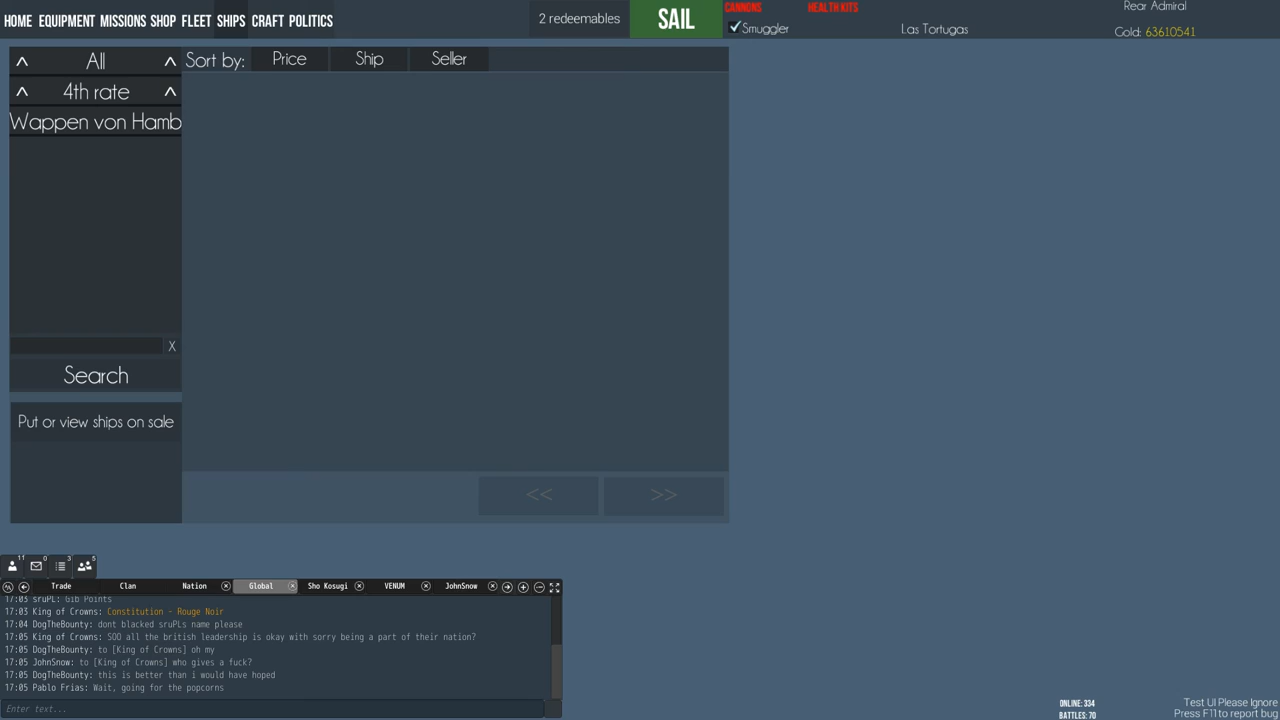 HOME EQUIPMENT MISSIONS SHOP FLEET SHIPS CRAFT POLITICS
2 redeemables
SAIL
CANNONS
HEALTH KITS
Smuggler
Las Tortugas
Rear Admiral
Gold: 63610541
All
4th rate
Wappen von Hamb
Sort by: Price Ship Seller
X
Search
Put or view ships on sale
<< >>
11 0 3 5
Trade Clan Nation Global Sho Kosugi VENUM JohnSnow
17:03 sruPL: Gib Points
17:03 King of Crowns: Constitution - Rouge Noir
17:04 DogTheBounty: dont blacked sruPLs name please
17:05 King of Crowns: SOO all the british leadership is okay with sorry being a part of their nation?
17:05 DogTheBounty: to [King of Crowns] oh my
17:05 JohnSnow: to [King of Crowns] who gives a fuck?
17:05 DogTheBounty: this is better than i would have hoped
17:05 Pablo Frias: Wait, going for the popcorns
Enter text...
ONLINE: 334
BATTLES: 70
Test UI Please Ignore
Press F11 to report bug